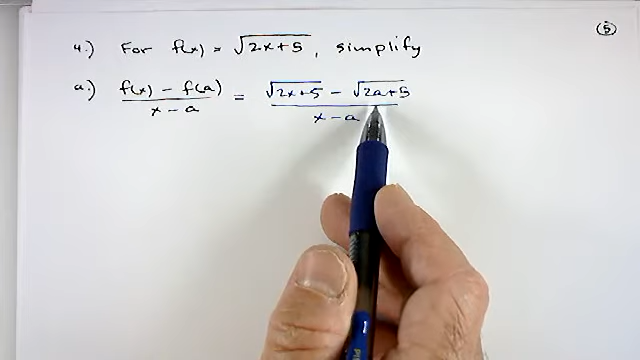 4.) For f(x) = √2x+5, simplify
⑤
a.) f(x) - f(a) / x - a = √2x+5 - √2a+5 / x - a